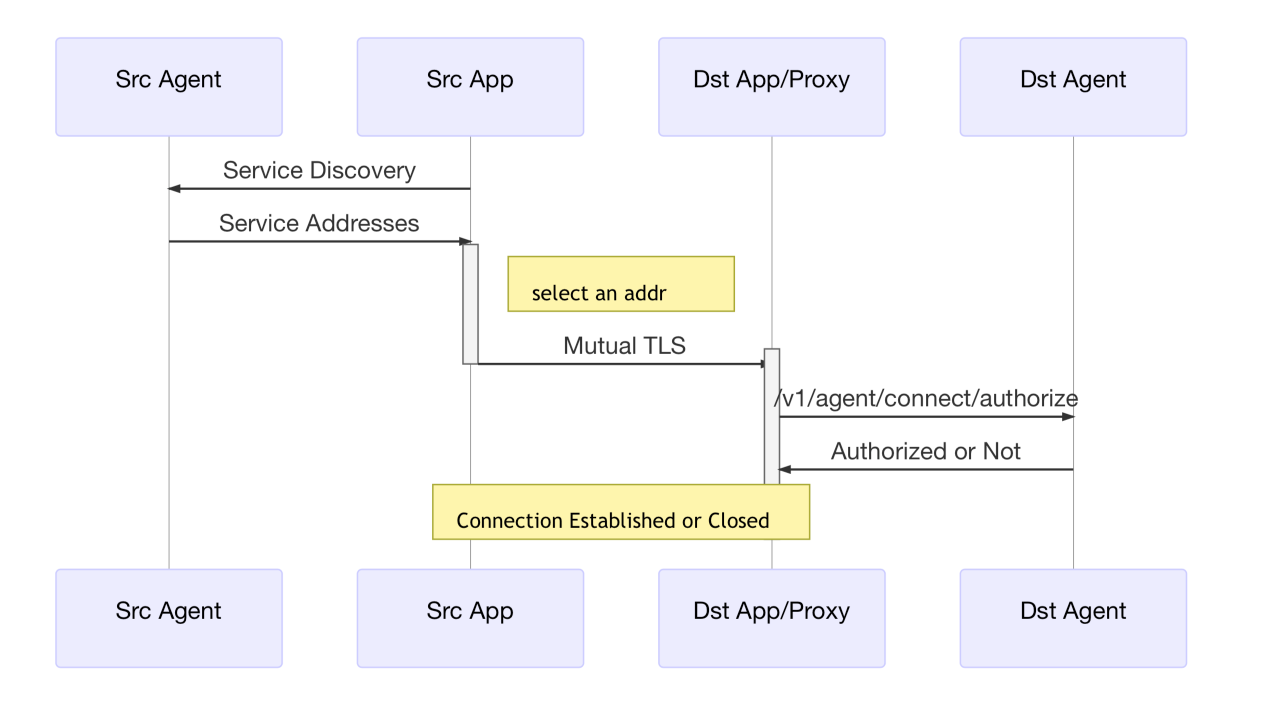 Src Agent
Src App
Dst App/Proxy
Dst Agent
Service Discovery
Service Addresses
select an addr
Mutual TLS
/v1/agent/connect/authorize
Authorized or Not
Connection Established or Closed
Src Agent
Src App
Dst App/Proxy
Dst Agent